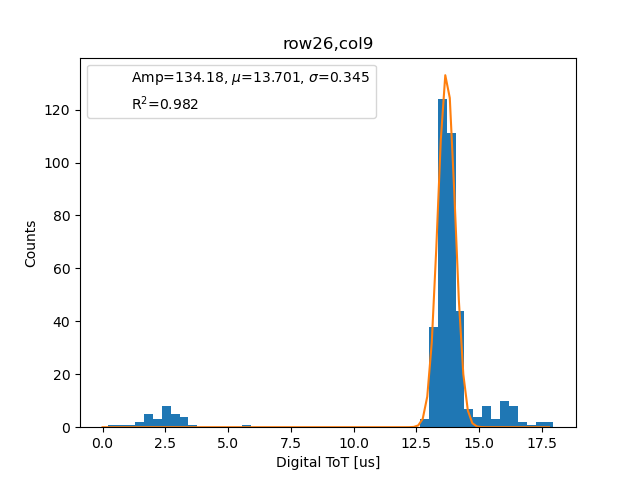 row26,col9
Amp=134.18, μ=13.701, σ=0.345
R²=0.982
Counts
120
100
80
60
40
20
0
0.0 2.5 5.0 7.5 10.0 12.5 15.0 17.5
Digital ToT [us]